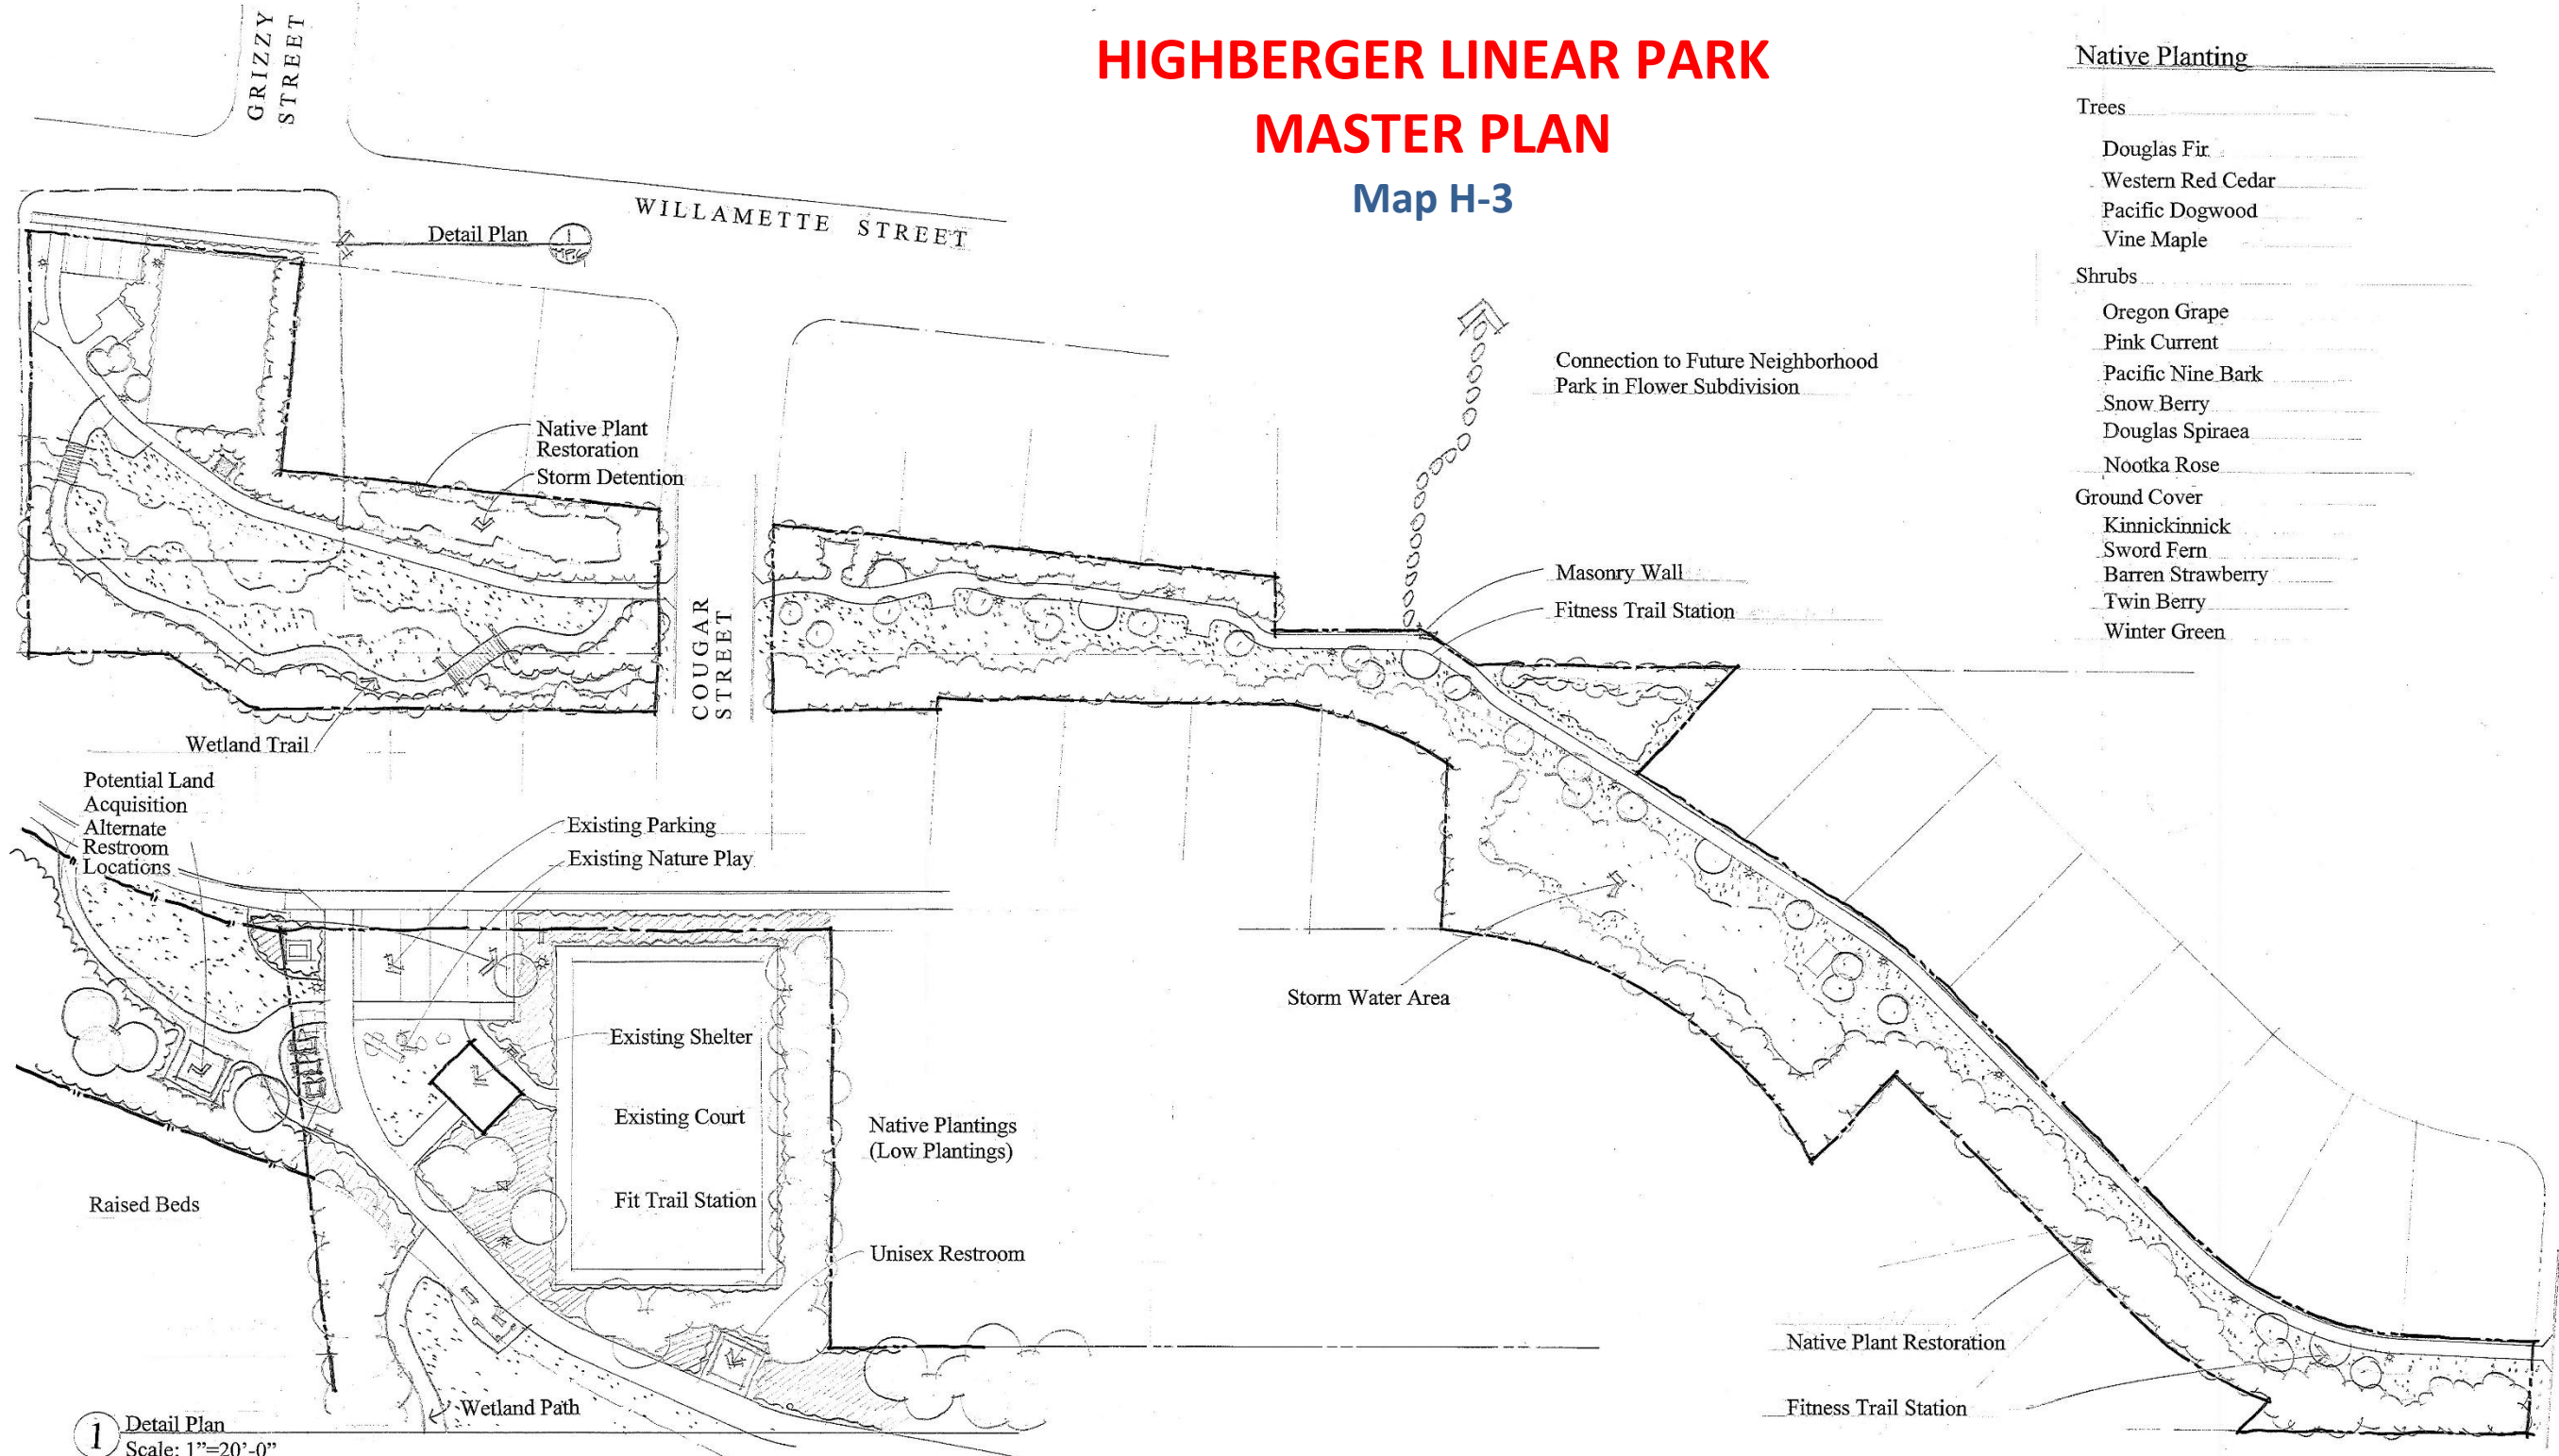 HIGHBERGER LINEAR PARK
MASTER PLAN
Map H-3
GRIZZY
STREET
WILLAMETTE STREET
Detail Plan
1
Native Plant
Restoration
Storm Detention
COUGAR
STREET
Wetland Trail
Connection to Future Neighborhood
Park in Flower Subdivision
Masonry Wall
Fitness Trail Station
Native Planting
Trees
Douglas Fir
Western Red Cedar
Pacific Dogwood
Vine Maple
Shrubs
Oregon Grape
Pink Current
Pacific Nine Bark
Snow Berry
Douglas Spiraea
Nootka Rose
Ground Cover
Kinnickinnick
Sword Fern
Barren Strawberry
Twin Berry
Winter Green
Potential Land
Acquisition
Alternate
Restroom
Locations
Existing Parking
Existing Nature Play
Existing Shelter
Existing Court
Fit Trail Station
Native Plantings
(Low Plantings)
Unisex Restroom
Raised Beds
Wetland Path
Storm Water Area
Native Plant Restoration
Fitness Trail Station
1
Detail Plan
Scale: 1”=20’-0”